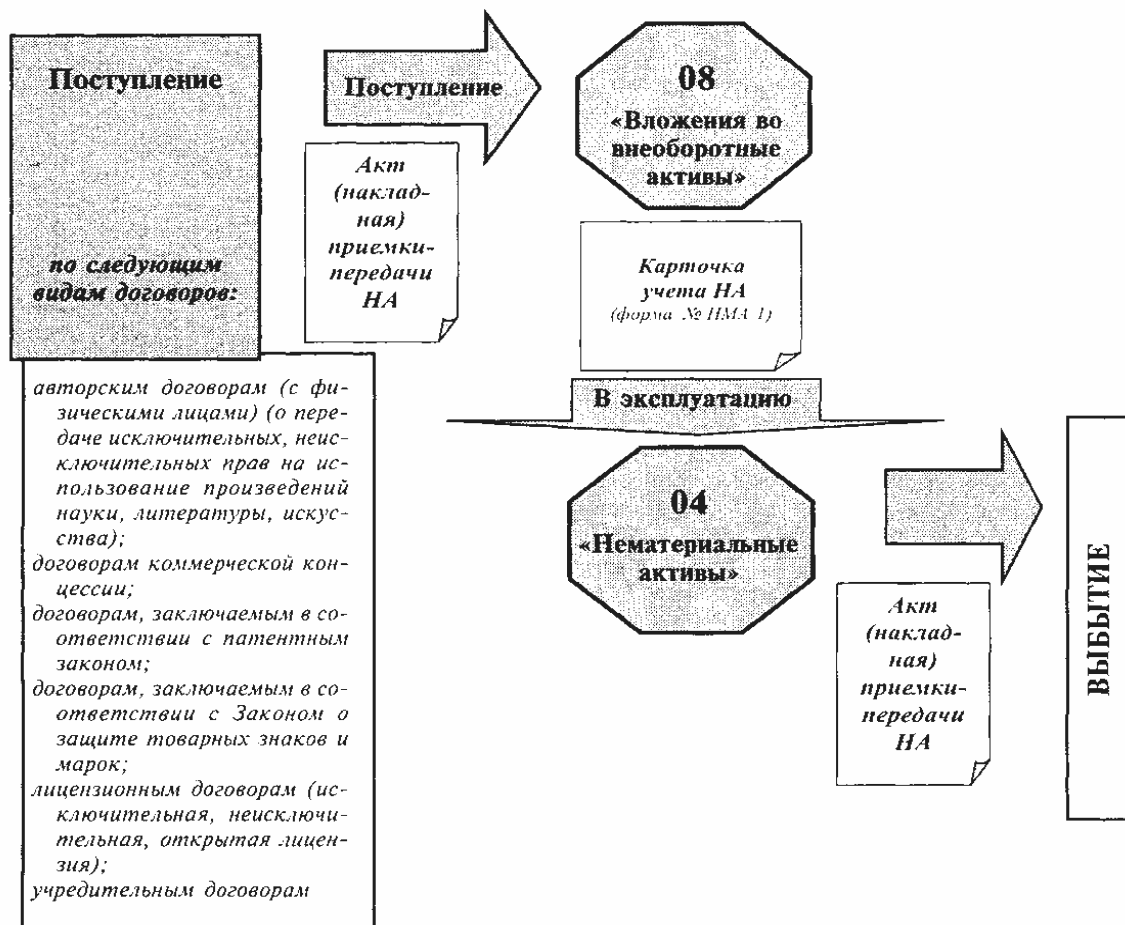 Поступление
по следующим
видам договоров:
авторским договорам (с фи-
зическими лицами) (о пере-
даче исключительных, неис-
ключительных прав на ис-
пользование произведений
науки, литературы, искус-
ства);
договорам коммерческой кон-
цессии;
договорам, заключаемым в со-
ответствии с патентным
законом;
договорам, заключаемым в со-
ответствии с Законом о
защите товарных знаков и
марок;
лицензионным договорам (ис-
ключительная, неисключи-
тельная, открытая лицен-
зия);
учредительным договорам
Поступление
Акт
(наклад-
ная)
приемки-
передачи
НА
08
«Вложения во
внеоборотные
активы»
Карточка
учета НА
(форма № НМА 1)
В эксплуатацию
04
«Нематериальные
активы»
Акт
(наклад-
ная)
приемки-
передачи
НА
ВЫБЫТИЕ